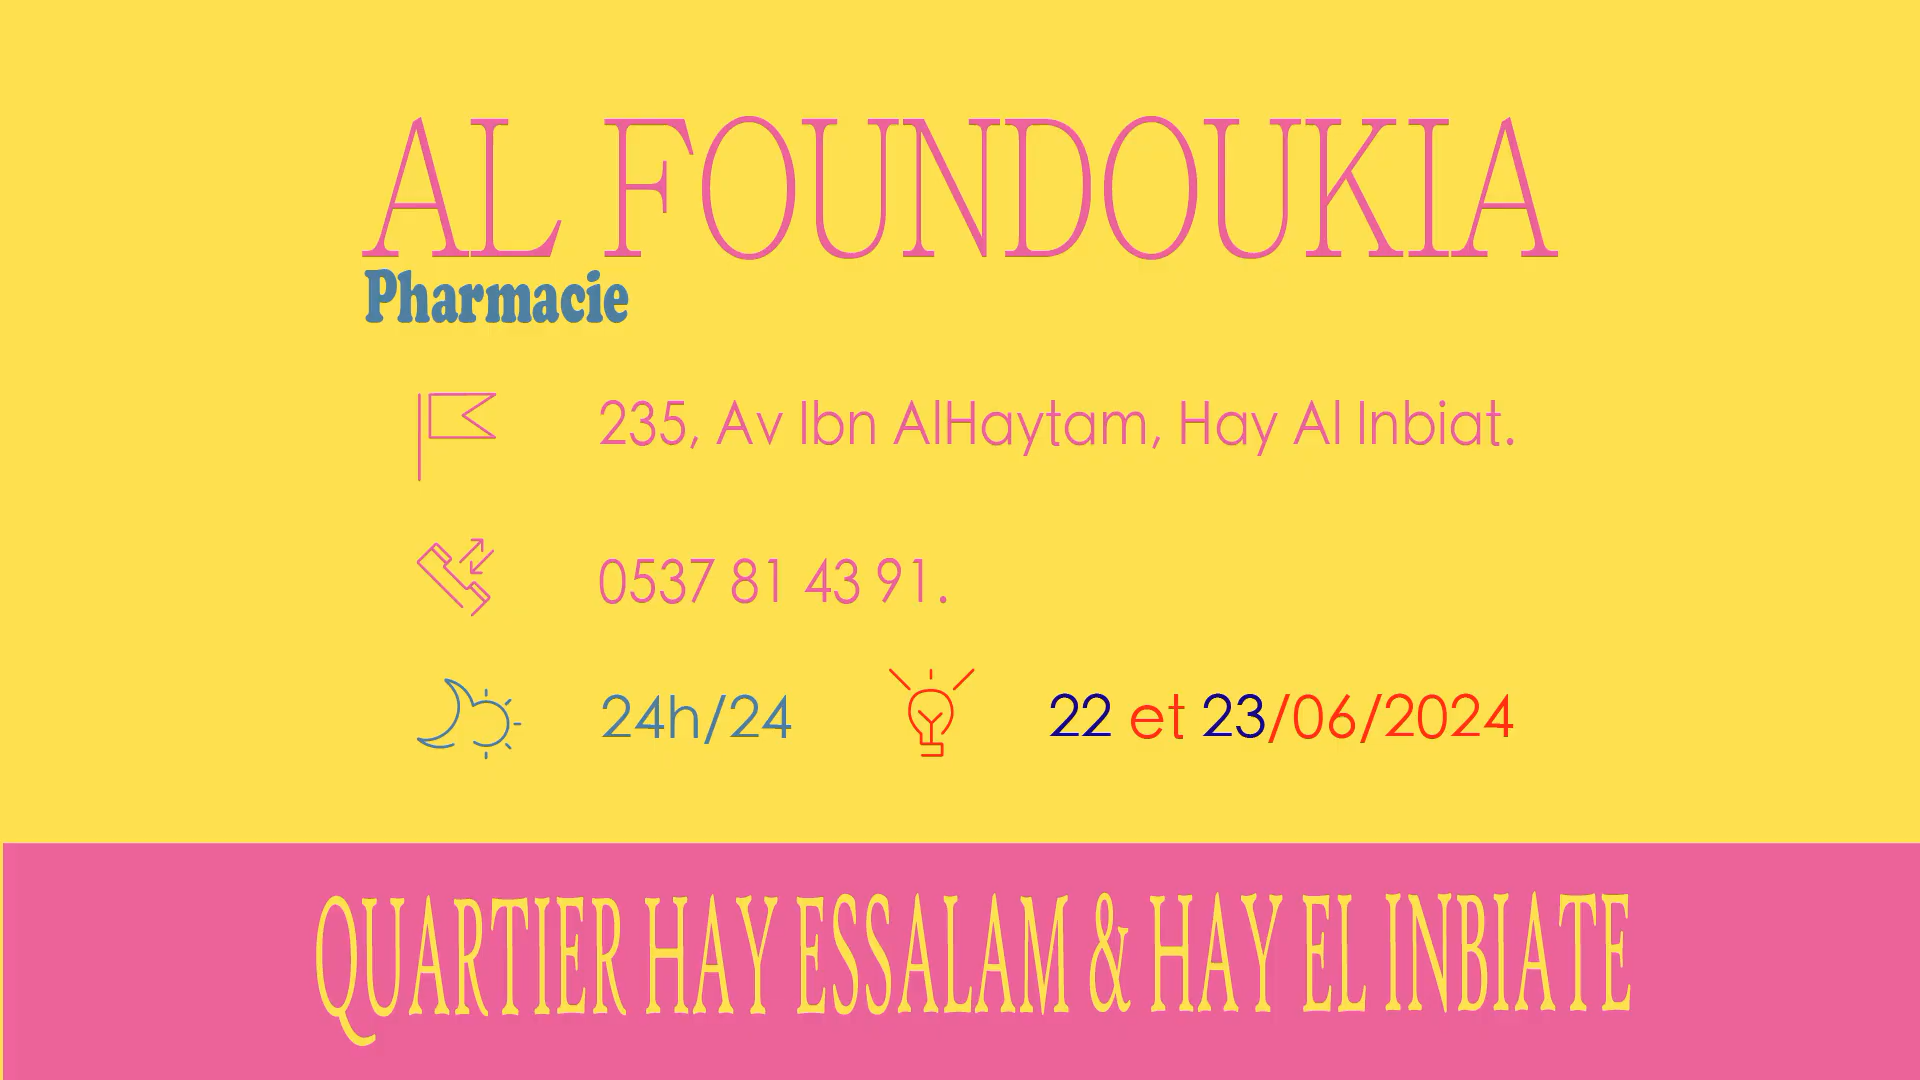 AL FOUNDOUKIA
Pharmacie
235, Av Ibn AlHaytam, Hay Al Inbiat.
0537 81 43 91.
24h/24 22 et 23/06/2024
QUARTIER HAY ESSALAM & HAY EL INBIATE